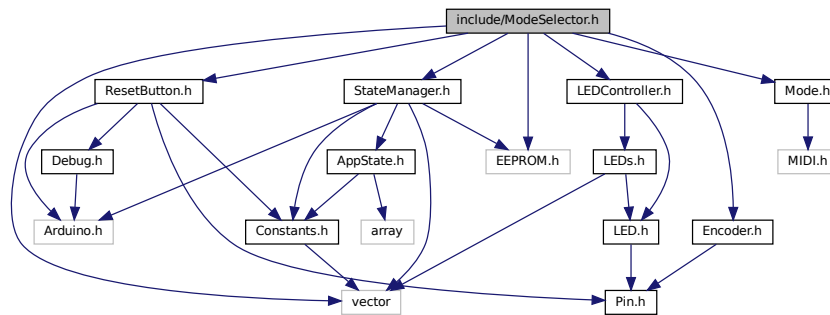 include/ModeSelector.h
ResetButton.h
StateManager.h
LEDController.h
Mode.h
Debug.h
AppState.h
EEPROM.h
LEDs.h
MIDI.h
Arduino.h
Constants.h
array
LED.h
Encoder.h
vector
Pin.h